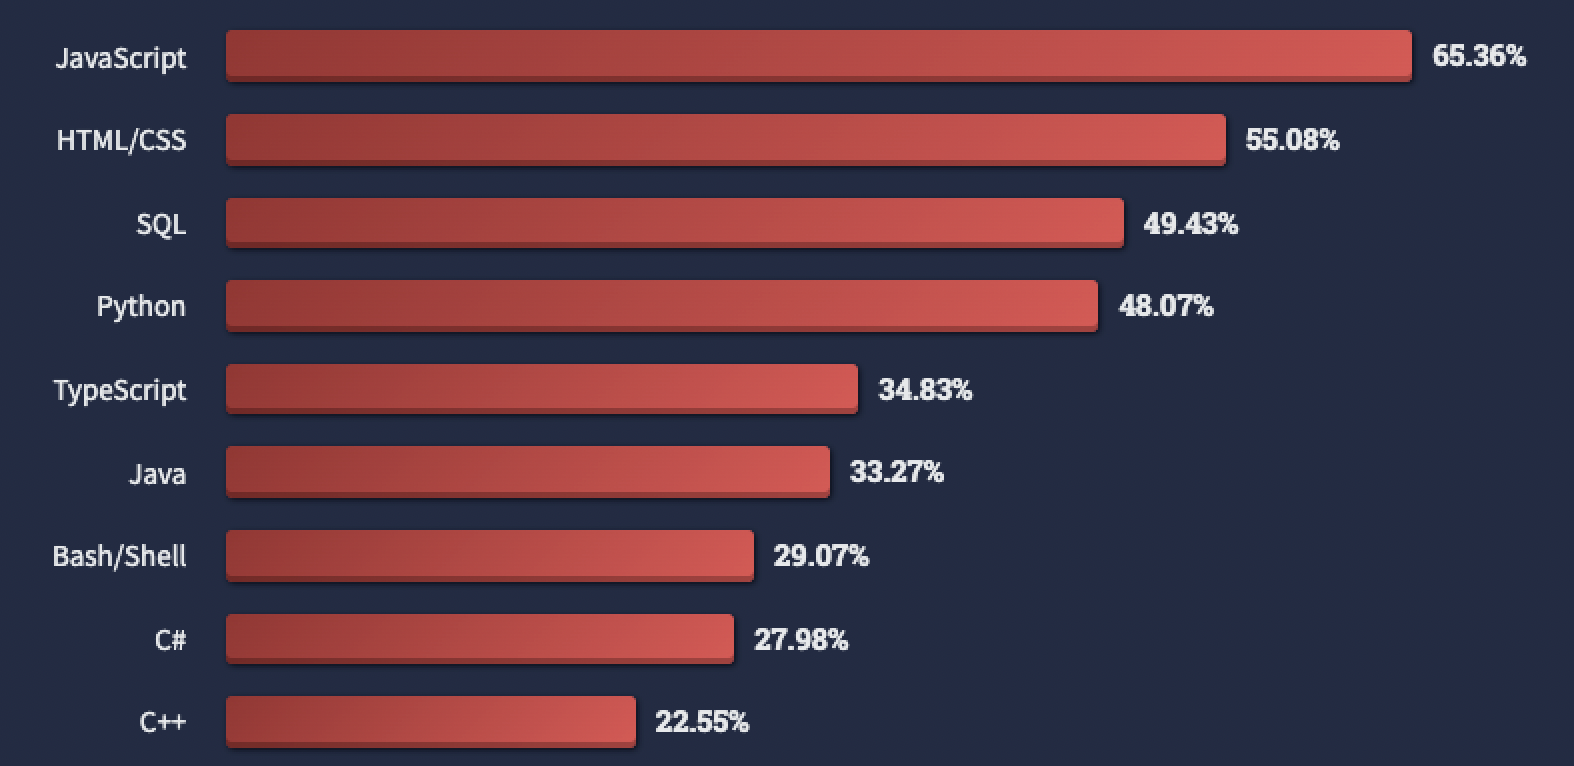 JavaScript 65.36%
HTML/CSS 55.08%
SQL 49.43%
Python 48.07%
TypeScript 34.83%
Java 33.27%
Bash/Shell 29.07%
C# 27.98%
C++ 22.55%